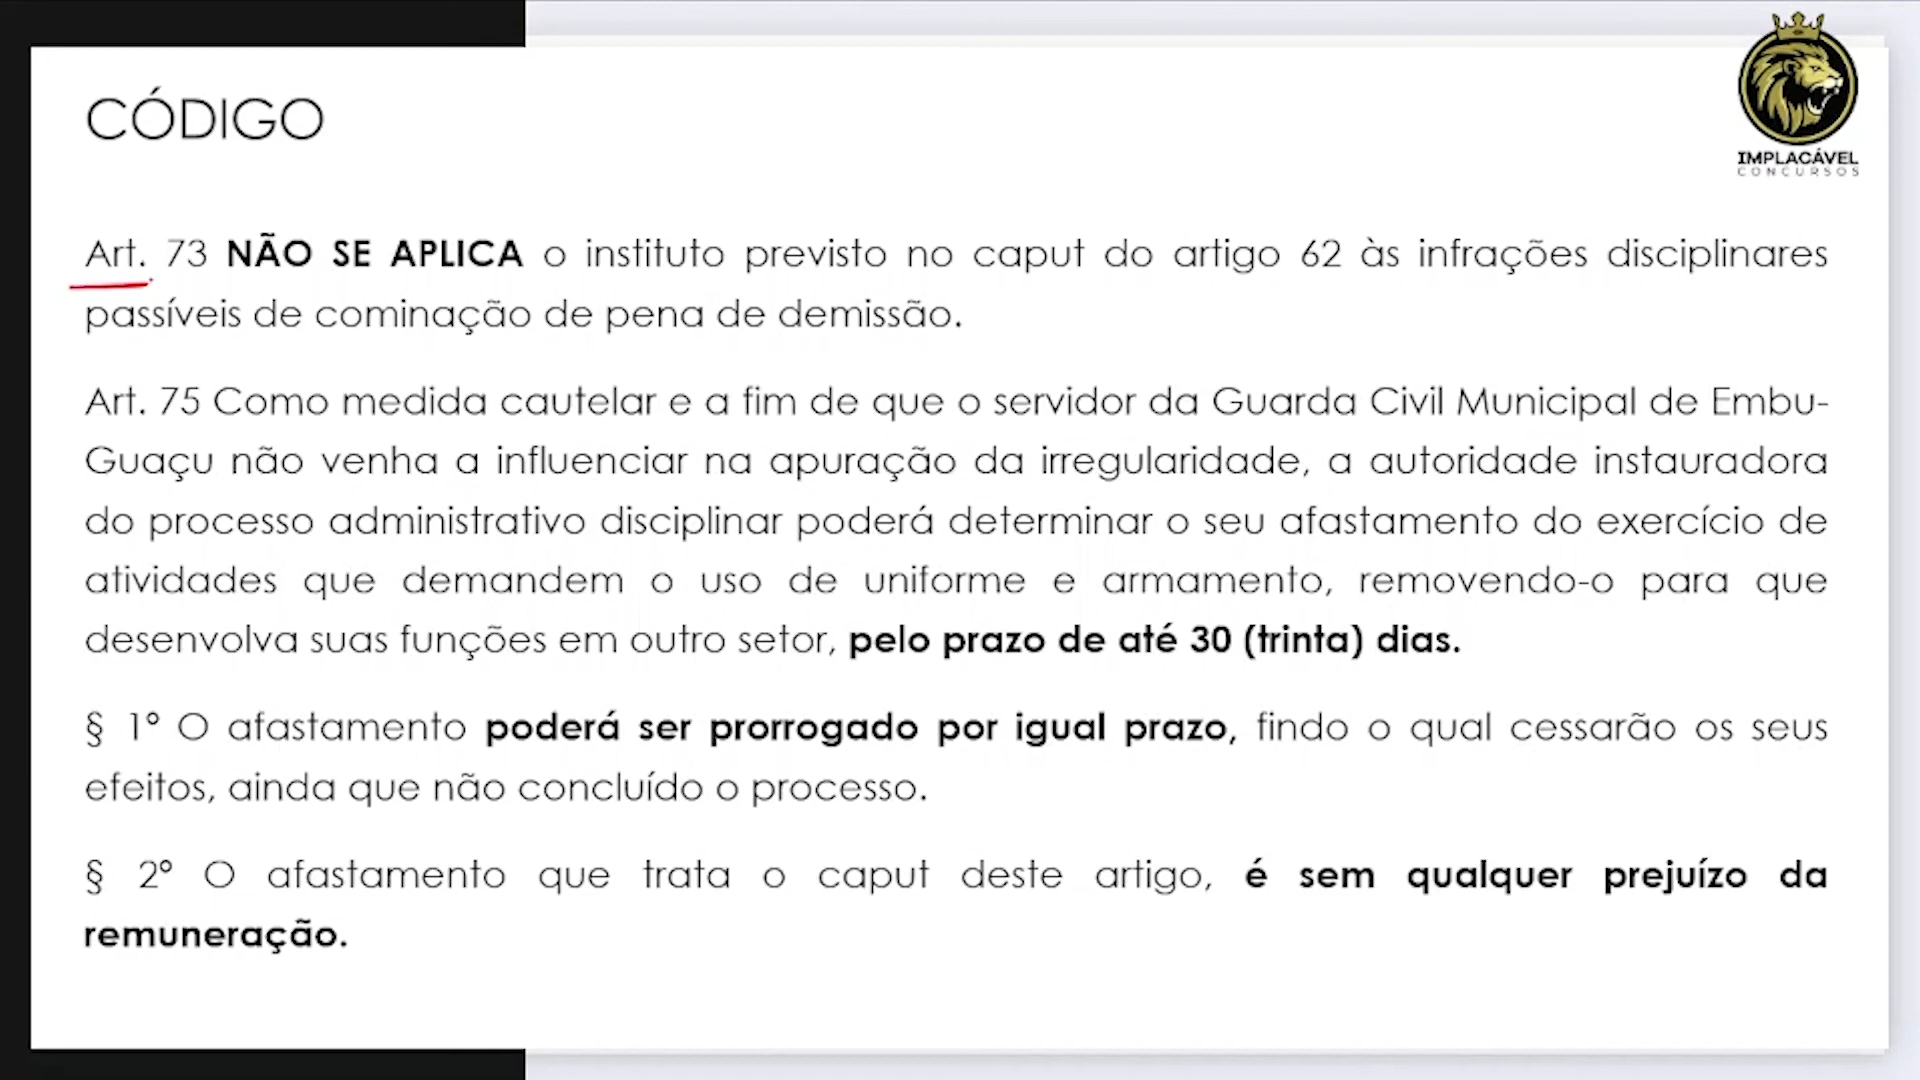 CÓDIGO
IMPLACÁVEL
CONCURSOS
Art. 73 NÃO SE APLICA o instituto previsto no caput do artigo 62 às infrações disciplinares
passíveis de cominação de pena de demissão.
Art. 75 Como medida cautelar e a fim de que o servidor da Guarda Civil Municipal de Embu-
Guaçu não venha a influenciar na apuração da irregularidade, a autoridade instauradora
do processo administrativo disciplinar poderá determinar o seu afastamento do exercício de
atividades que demandem o uso de uniforme e armamento, removendo-o para que
desenvolva suas funções em outro setor, pelo prazo de até 30 (trinta) dias.
§ 1º O afastamento poderá ser prorrogado por igual prazo, findo o qual cessarão os seus
efeitos, ainda que não concluído o processo.
§ 2º O afastamento que trata o caput deste artigo, é sem qualquer prejuízo da
remuneração.